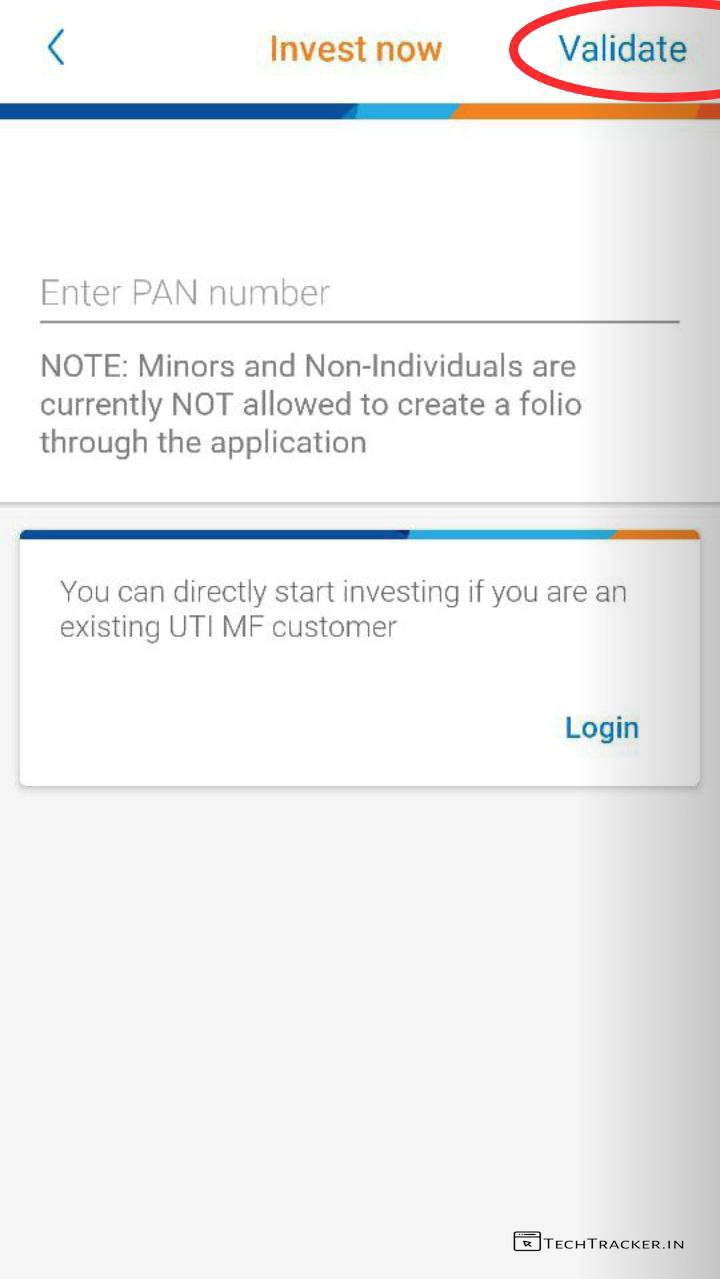 Invest now
Validate
Enter PAN number
NOTE: Minors and Non-Individuals are
currently NOT allowed to create a folio
through the application
You can directly start investing if you are an
existing UTI MF customer
Login
TECHTRACKER.IN